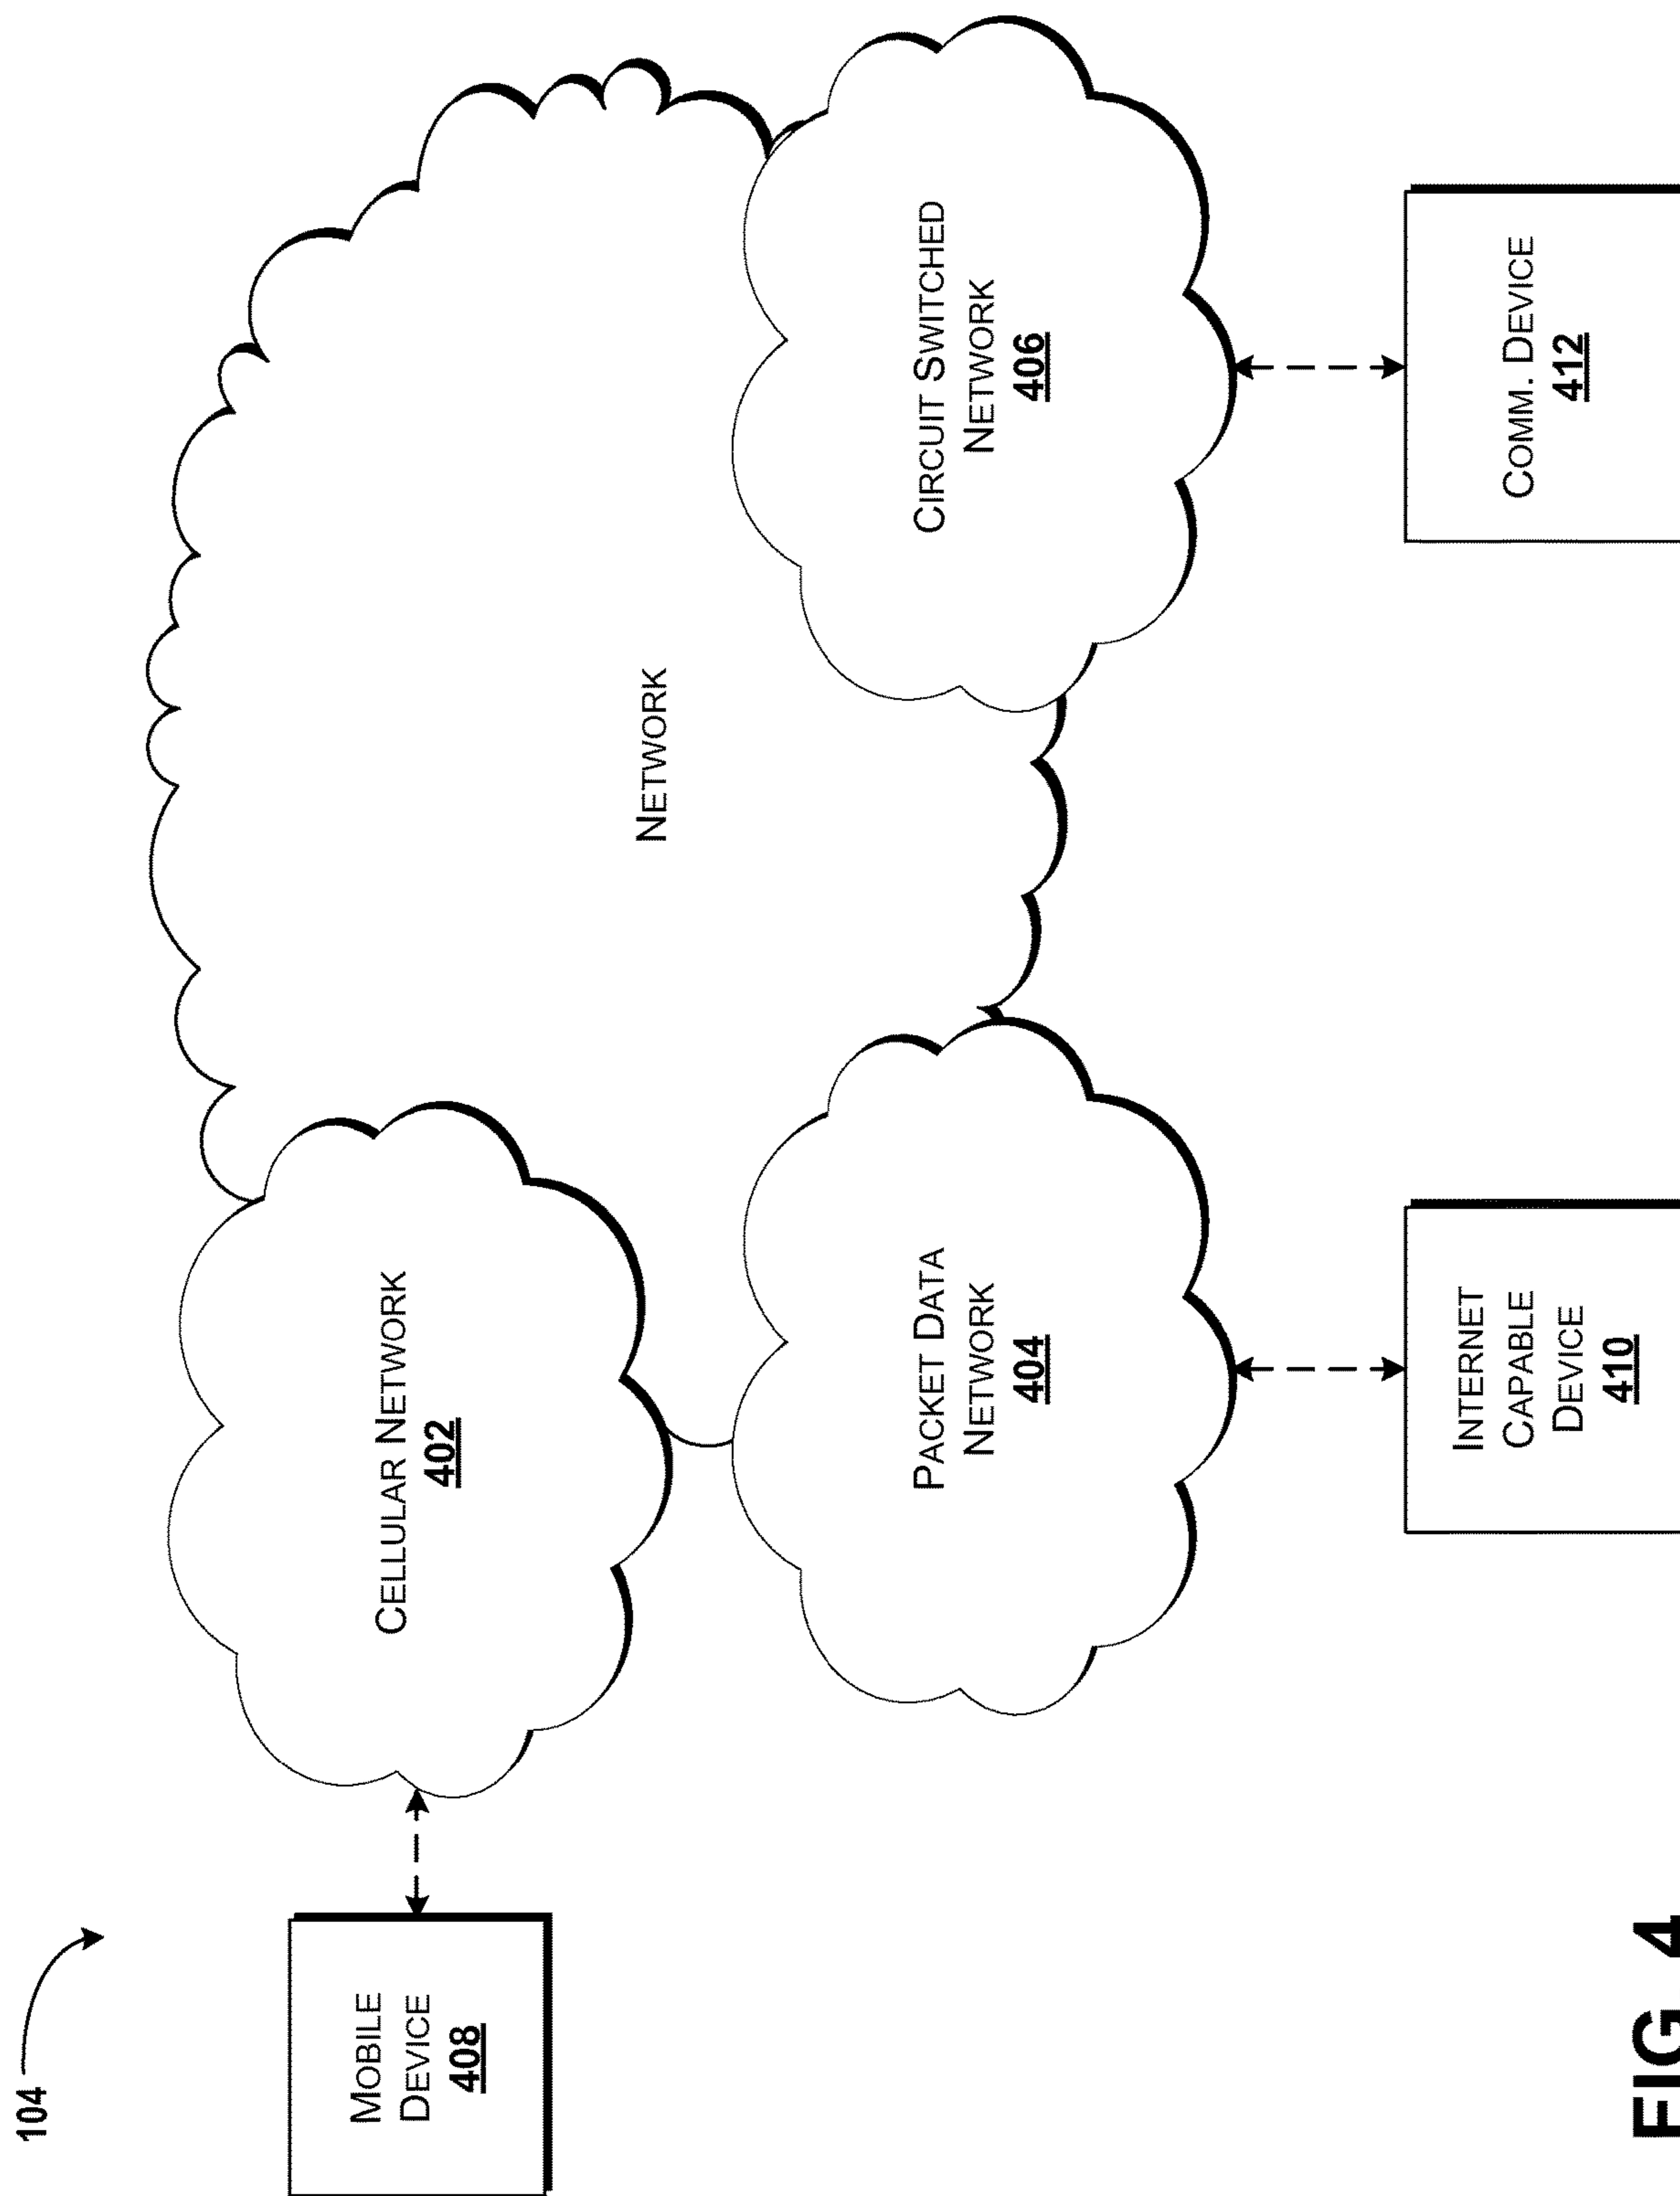 104
MOBILE
DEVICE
408
CELLULAR NETWORK
402
NETWORK
PACKET DATA
NETWORK
404
CIRCUIT SWITCHED
NETWORK
406
INTERNET
CAPABLE
DEVICE
410
COMM. DEVICE
412
FIG. 4